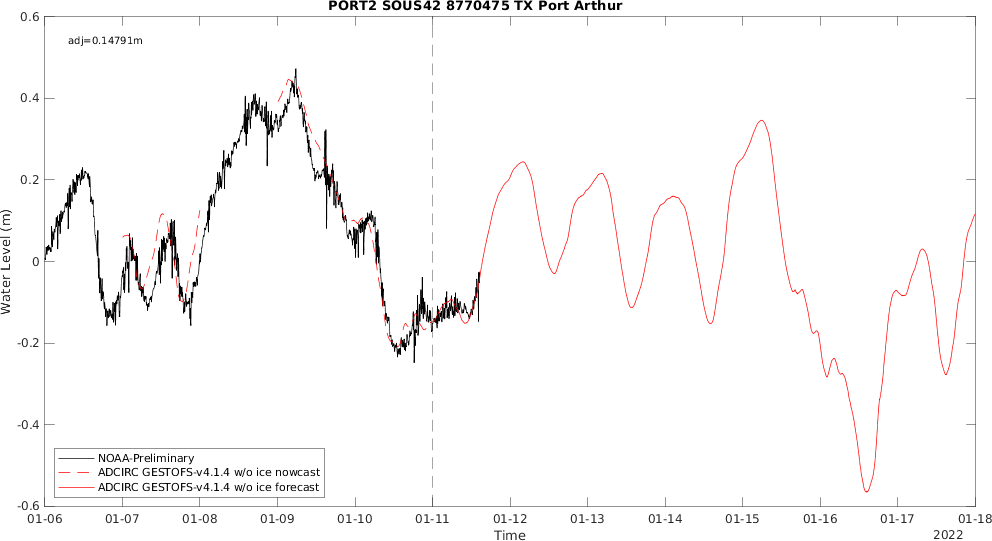 PORT2 SOUS42 8770475 TX Port Arthur
0.6
adj=0.14791m
0.4
0.2
0
-0.2
-0.4
-0.6
Water Level (m)
NOAA-Preliminary
ADCIRC GESTOFS-v4.1.4 w/o ice nowcast
ADCIRC GESTOFS-v4.1.4 w/o ice forecast
01-06 01-07 01-08 01-09 01-10 01-11 01-12 01-13 01-14 01-15 01-16 01-17 01-18
Time
2022